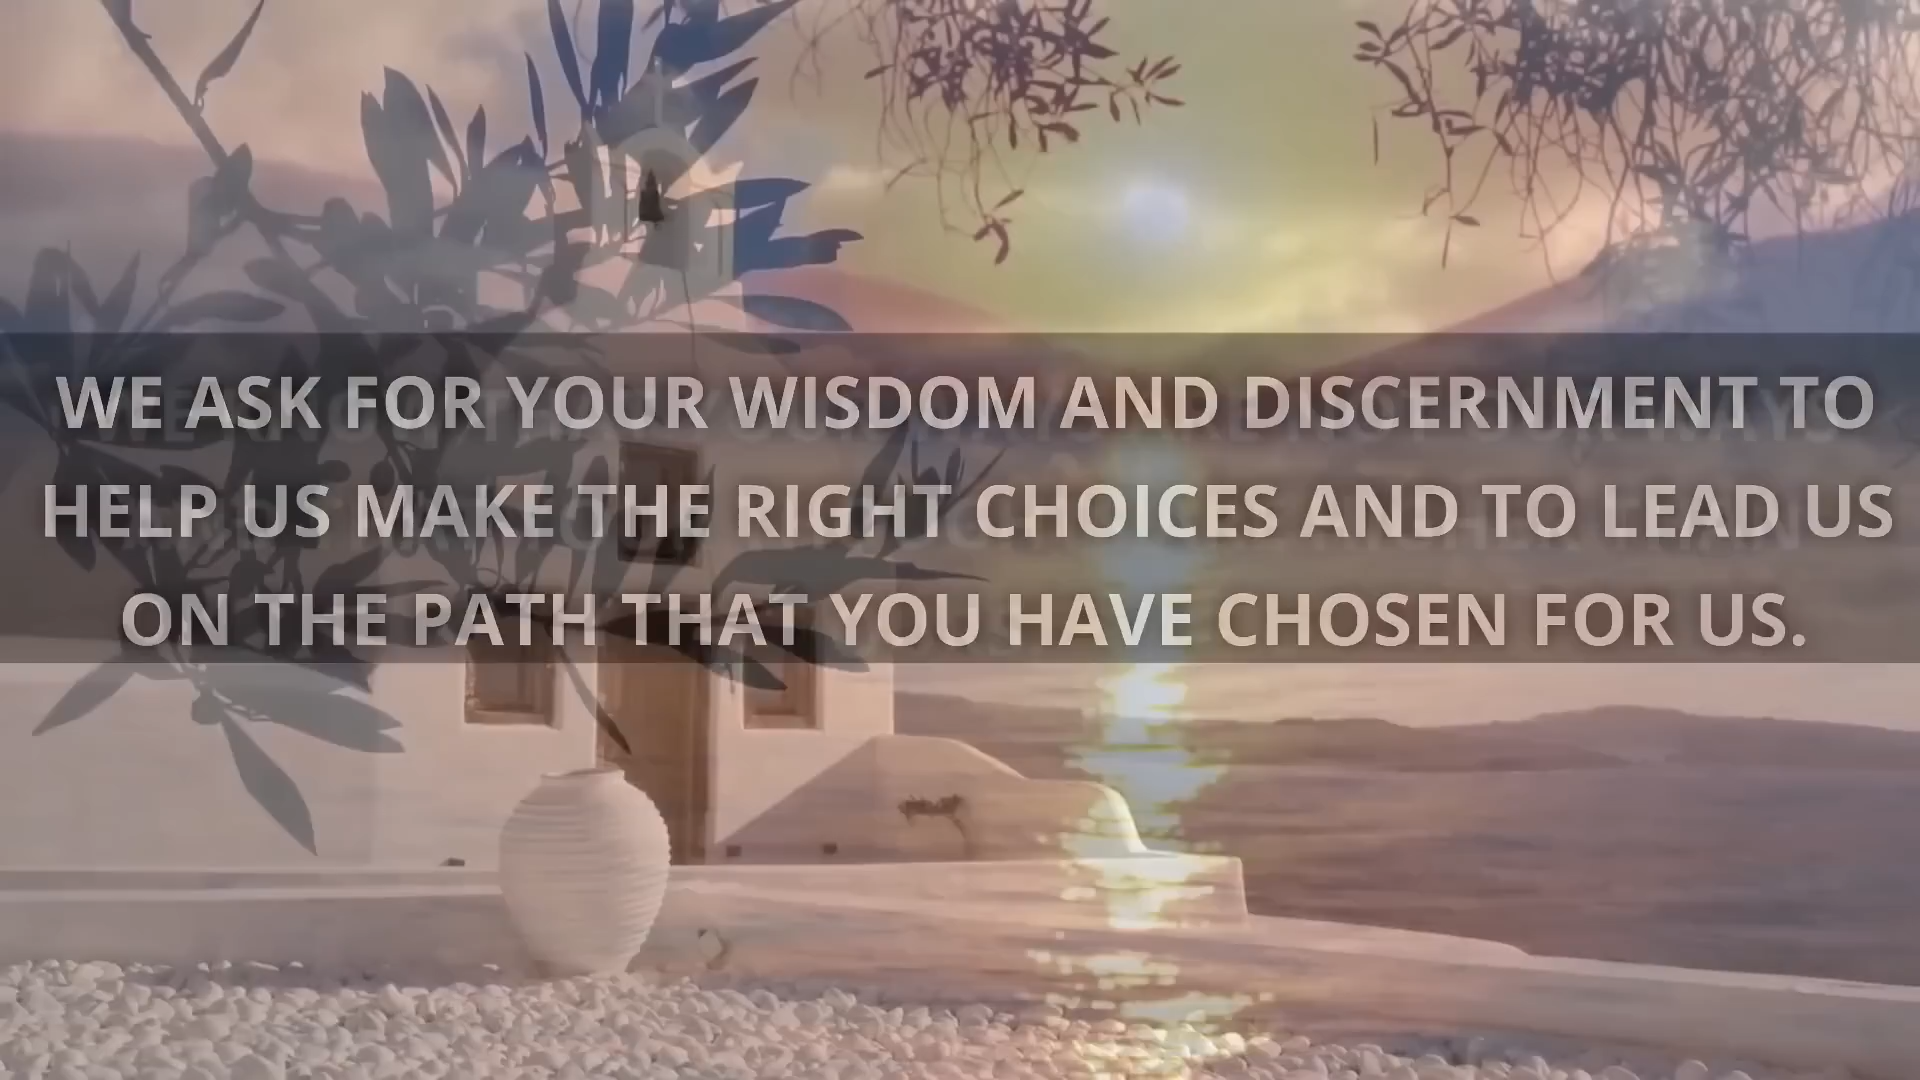 WE ASK FOR YOUR WISDOM AND DISCERNMENT TO
HELP US MAKE THE RIGHT CHOICES AND TO LEAD US
ON THE PATH THAT YOU HAVE CHOSEN FOR US.